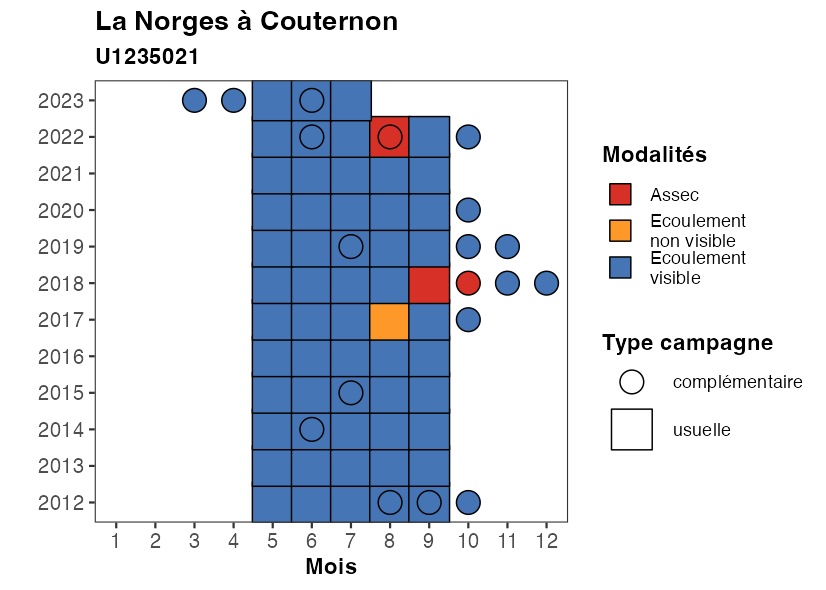 La Norges à Couternon
U1235021
2023
2022
2021
2020
2019
2018
2017
2016
2015
2014
2013
2012
1 2 3 4 5 6 7 8 9 10 11 12
Mois
Modalités
Assec
Ecoulement
non visible
Ecoulement
visible
Type campagne
complémentaire
usuelle